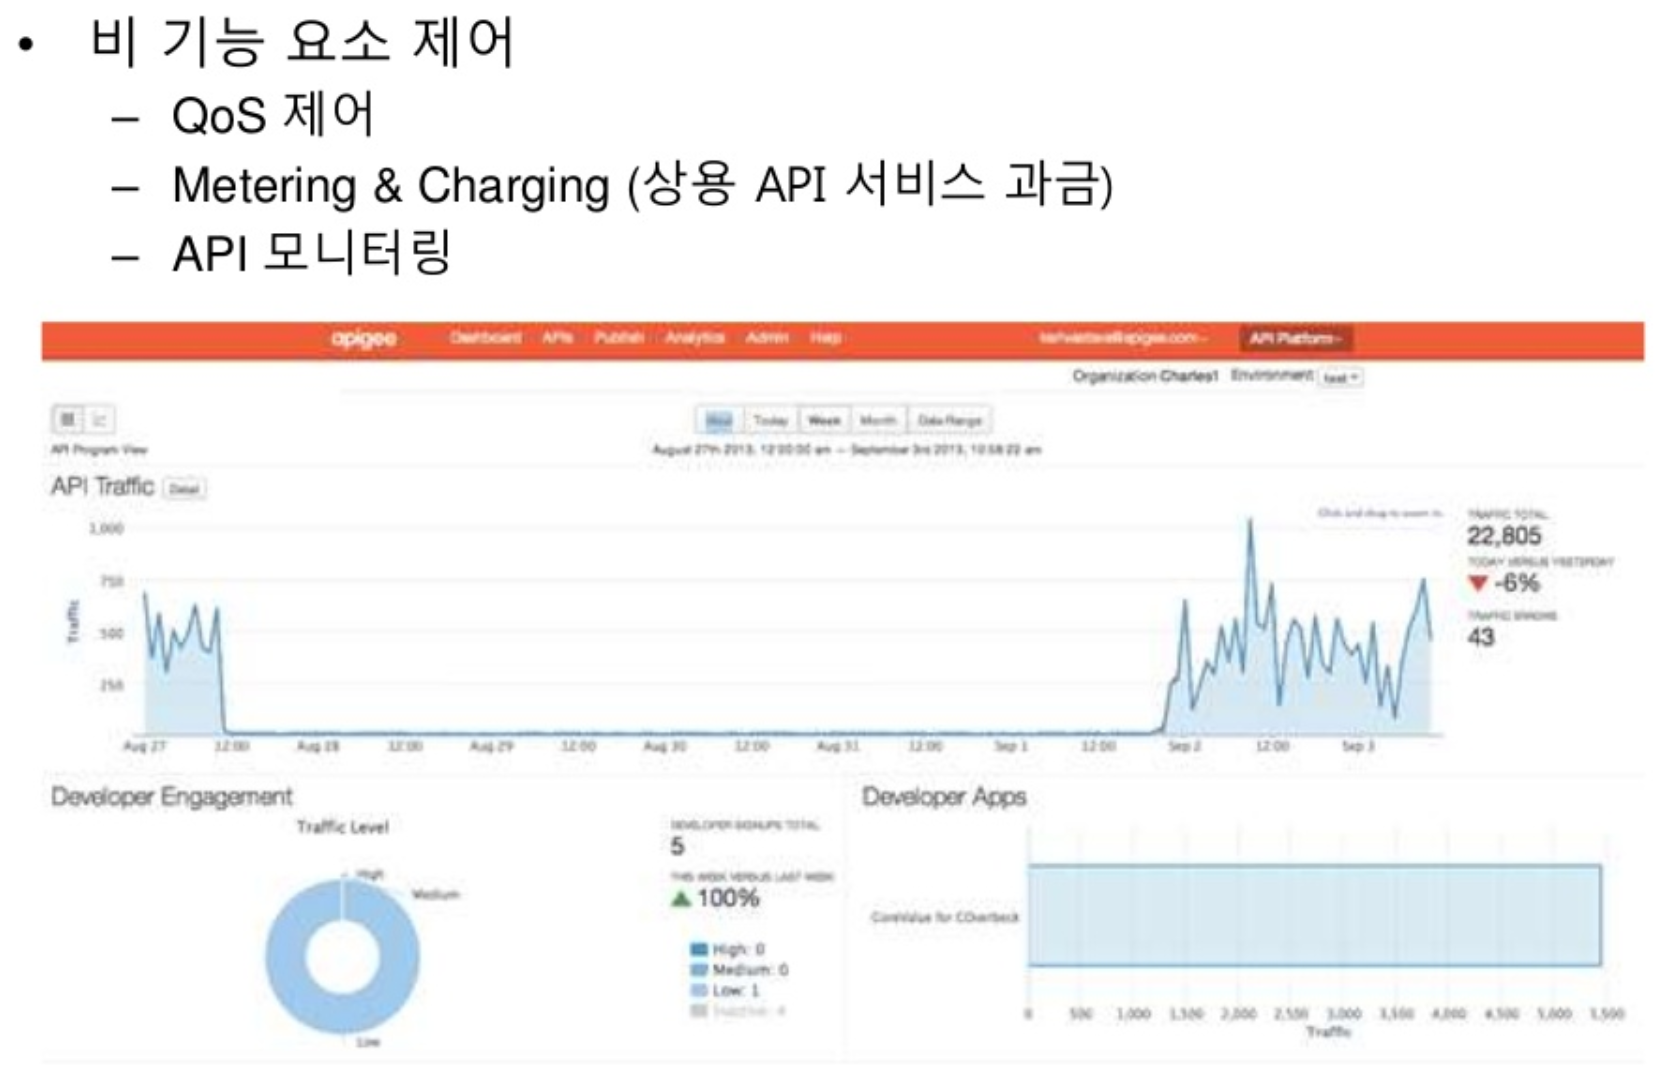 • 비 기능 요소 제어
– QoS 제어
– Metering & Charging (상용 API 서비스 과금)
– API 모니터링
apigee Dashboard APIs Publish Analytics Admin Help API Platform
Organization Charles1 Environment test
Hour Today Week Month Date Range
API Program View
August 27th 2013, 12:00:00 am — September 3rd 2013, 10:58:22 am
API Traffic Detail
Click and drag to zoom in.
1,000
750
500
250
Traffic
TRAFFIC TOTAL
22,805
TODAY VERSUS YESTERDAY
-6%
TRAFFIC ERRORS
43
Aug 27 12:00 Aug 28 12:00 Aug 29 12:00 Aug 30 12:00 Aug 31 12:00 Sep 1 12:00 Sep 2 12:00 Sep 3
Developer Engagement
Traffic Level
High
Medium
Low
DEVELOPER SIGNUPS TOTAL
5
THIS WEEK VERSUS LAST WEEK
100%
High: 0
Medium: 0
Low: 1
Inactive: 4
Developer Apps
CoreValue for COverbeck
0 500 1,000 1,500 2,000 2,500 3,000 3,500 4,000 4,500 5,000 5,500
Traffic